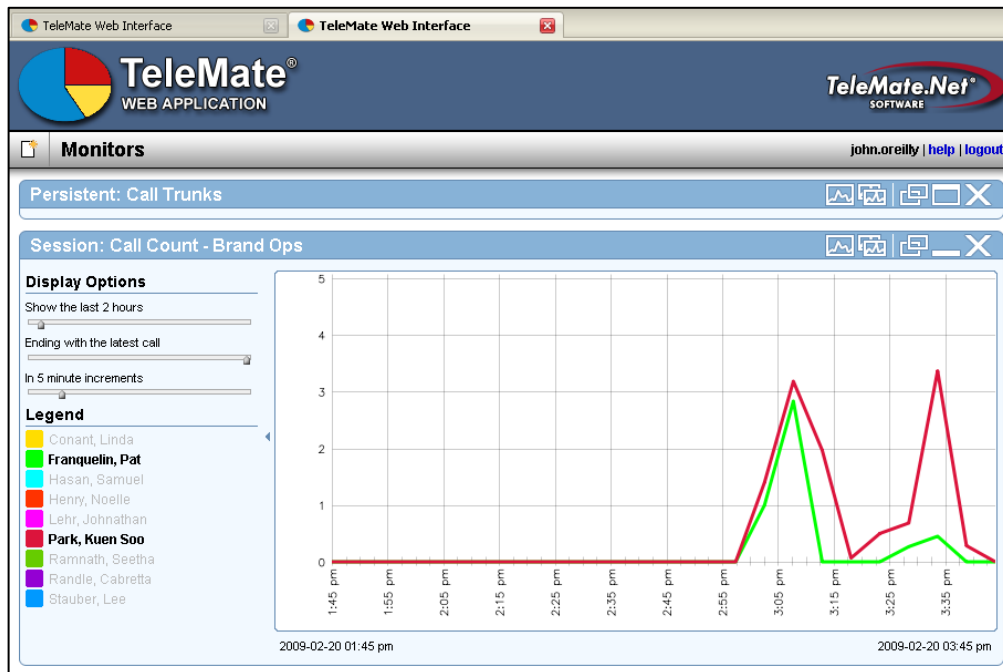 TeleMate Web Interface
TeleMate Web Interface
TeleMate®
WEB APPLICATION
TeleMate.Net®
SOFTWARE
Monitors
john.oreilly | help | logout
Persistent: Call Trunks
Session: Call Count - Brand Ops
Display Options
Show the last 2 hours
Ending with the latest call
In 5 minute increments
Legend
Conant, Linda
Franquelin, Pat
Hasan, Samuel
Henry, Noelle
Lehr, Johnathan
Park, Kuen Soo
Ramnath, Seetha
Randle, Cabretta
Stauber, Lee
5
4
3
2
1
0
1:45 pm
1:55 pm
2:05 pm
2:15 pm
2:25 pm
2:35 pm
2:45 pm
2:55 pm
3:05 pm
3:15 pm
3:25 pm
3:35 pm
2009-02-20 01:45 pm
2009-02-20 03:45 pm